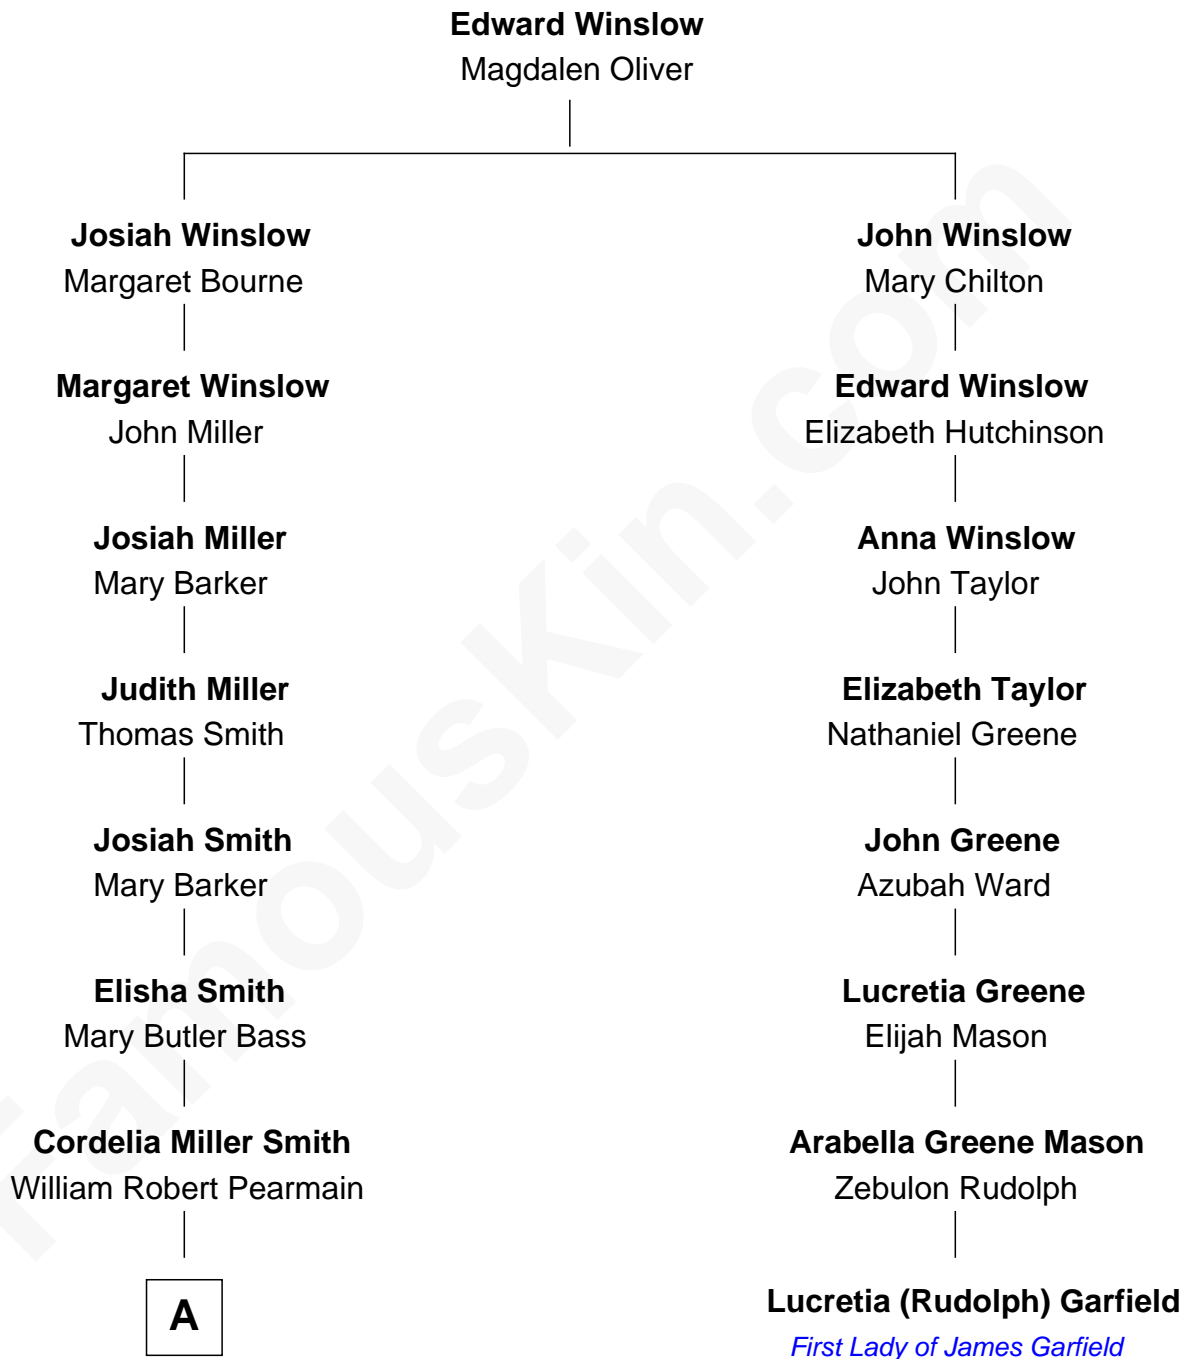 Edward Winslow
Magdalen Oliver
Josiah Winslow
Margaret Bourne
John Winslow
Mary Chilton
Margaret Winslow
John Miller
Edward Winslow
Elizabeth Hutchinson
Josiah Miller
Mary Barker
Anna Winslow
John Taylor
Judith Miller
Thomas Smith
Elizabeth Taylor
Nathaniel Greene
Josiah Smith
Mary Barker
John Greene
Azubah Ward
Elisha Smith
Mary Butler Bass
Lucretia Greene
Elijah Mason
Cordelia Miller Smith
William Robert Pearmain
Arabella Greene Mason
Zebulon Rudolph
A
Lucretia (Rudolph) Garfield
First Lady of James Garfield
FamousKin.com